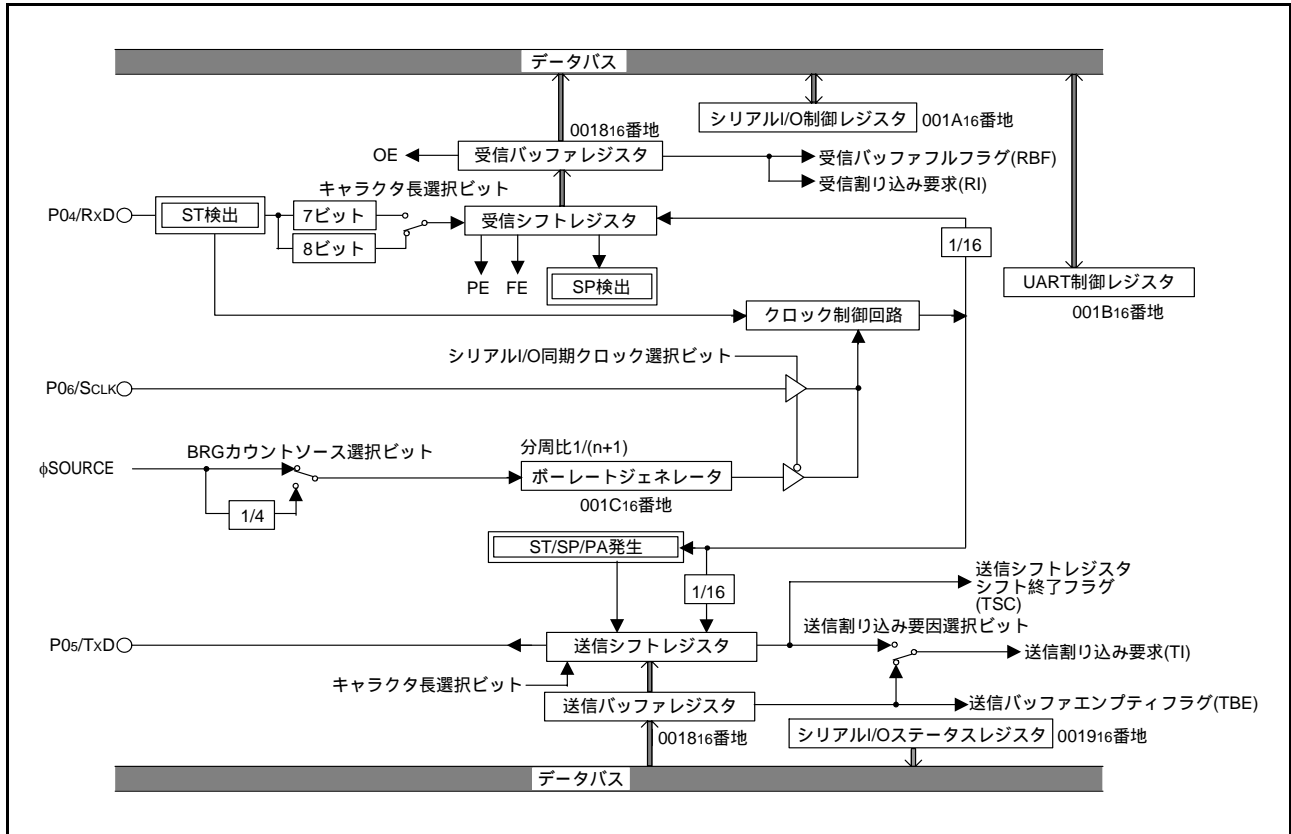 データバス
シリアルI/O制御レジスタ 001A16番地
001816番地
OE 受信バッファレジスタ 受信バッファフルフラグ(RBF)
受信割り込み要求(RI)
キャラクタ長選択ビット
P04/RXD ST検出 7ビット 受信シフトレジスタ
8ビット
1/16
PE FE SP検出
UART制御レジスタ
001B16番地
クロック制御回路
シリアルI/O同期クロック選択ビット
P06/SCLK
BRGカウントソース選択ビット
分周比1/(n+1)
φSOURCE
ボーレートジェネレータ
001C16番地
1/4
ST/SP/PA発生
1/16
送信シフトレジスタ
シフト終了フラグ
(TSC)
送信割り込み要因選択ビット
P05/TXD 送信シフトレジスタ 送信割り込み要求(TI)
キャラクタ長選択ビット
送信バッファレジスタ 送信バッファエンプティフラグ(TBE)
001816番地
シリアルI/Oステータスレジスタ 001916番地
データバス